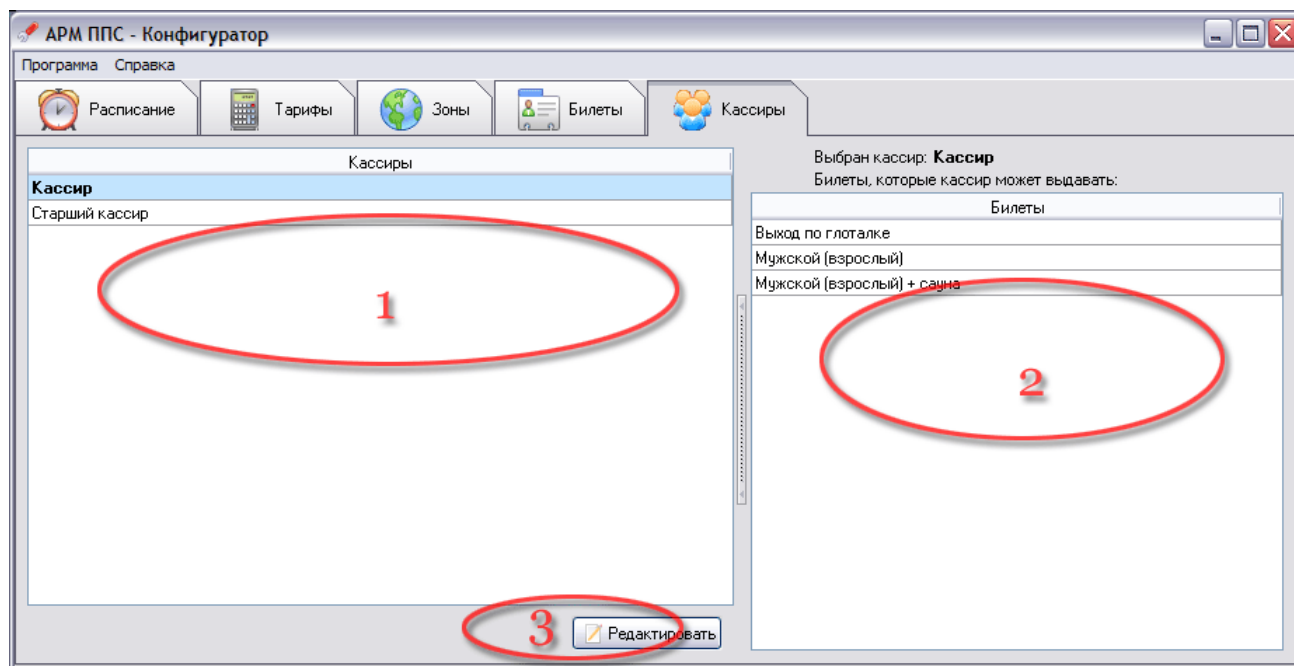 АРМ ППС - Конфигуратор
Программа Справка
Расписание Тарифы Зоны Билеты Кассиры
Кассиры
Кассир
Старший кассир
1
3 Редактировать
Выбран кассир: Кассир
Билеты, которые кассир может выдавать:
Билеты
Выход по глоталке
Мужской (взрослый)
Мужской (взрослый) + сауна
2